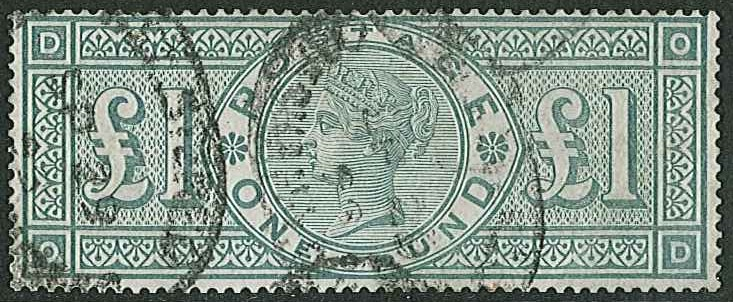 D O
POSTAGE
£1 £1
ONE POUND
O D